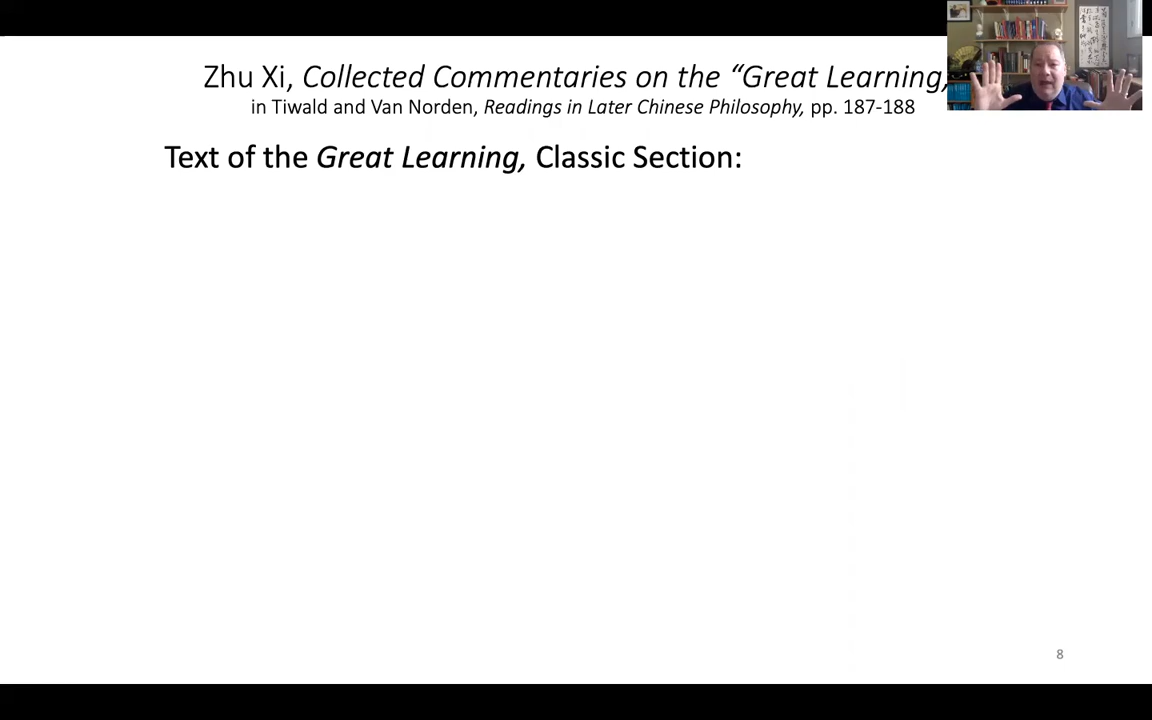 Zhu Xi, Collected Commentaries on the “Great Learning,
in Tiwald and Van Norden, Readings in Later Chinese Philosophy, pp. 187-188
Text of the Great Learning, Classic Section:
8